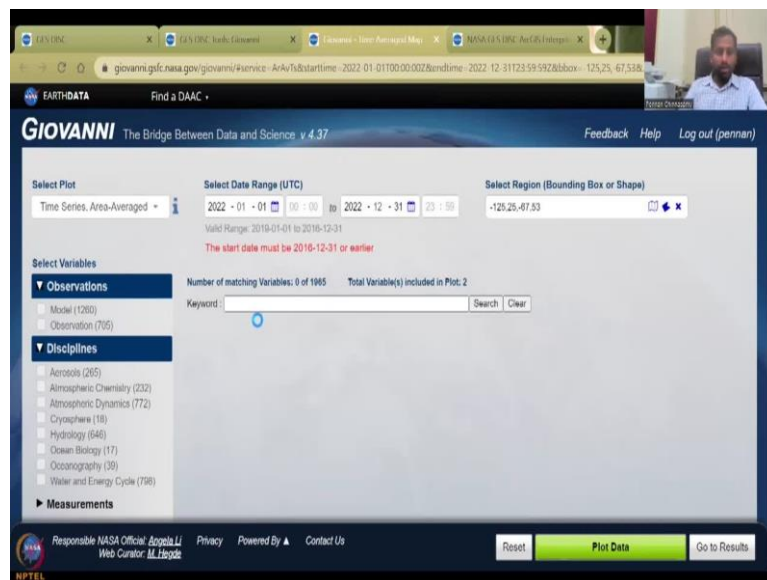 GES DISC
GES DISC Tools: Giovanni
Giovanni - Time Averaged Map
NASA GES DISC ArcGIS Enterpris
giovanni.gsfc.nasa.gov/giovanni/#service=ArAvTs&starttime=2022-01-01T00:00:00Z&endtime=2022-12-31T23:59:59Z&bbox=-125,25,-67,53&
EARTHDATA Find a DAAC
Pennan Chinnasamy
GIOVANNI The Bridge Between Data and Science v 4.37 Feedback Help Log out (pennan)
Select Plot Select Date Range (UTC) Select Region (Bounding Box or Shape)
Time Series, Area-Averaged 2022 - 01 - 01 00 : 00 to 2022 - 12 - 31 23 : 59 -125,25,-67,53
Valid Range: 2019-01-01 to 2016-12-31
The start date must be 2016-12-31 or earlier
Select Variables
Observations Number of matching Variables: 0 of 1965 Total Variable(s) included in Plot: 2
Keyword : Search Clear
Model (1260)
Observation (705)
Disciplines
Aerosols (265)
Atmospheric Chemistry (232)
Atmospheric Dynamics (772)
Cryosphere (18)
Hydrology (646)
Ocean Biology (17)
Oceanography (39)
Water and Energy Cycle (798)
Measurements
Responsible NASA Official: Angela Li Privacy Powered By Contact Us
Web Curator: M. Hegde
Reset Plot Data Go to Results
NPTEL